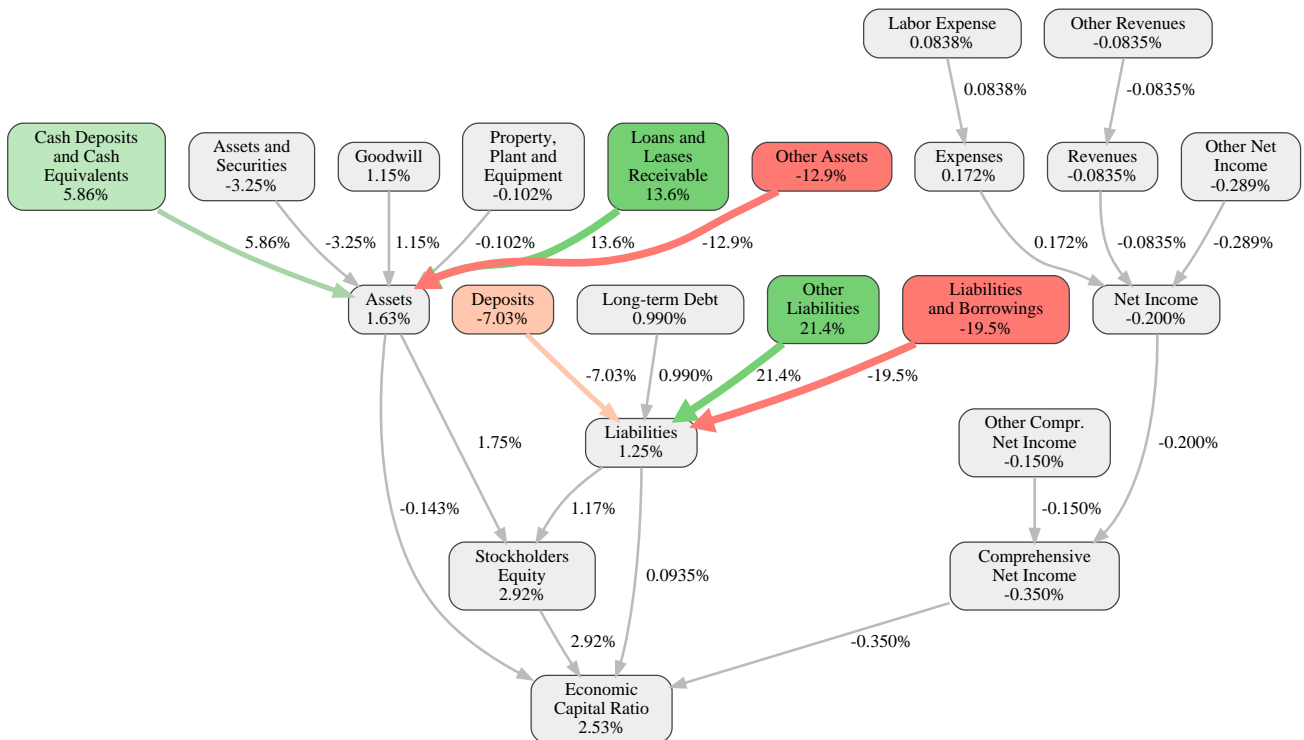 Labor Expense
0.0838%
Other Revenues
-0.0835%
0.0838%
-0.0835%
Cash Deposits
and Cash
Equivalents
5.86%
Assets and
Securities
-3.25%
Goodwill
1.15%
Property,
Plant and
Equipment
-0.102%
Loans and
Leases
Receivable
13.6%
Other Assets
-12.9%
Expenses
0.172%
Revenues
-0.0835%
Other Net
Income
-0.289%
5.86%
-3.25%
1.15%
-0.102%
13.6%
-12.9%
0.172%
-0.0835%
-0.289%
Assets
1.63%
Deposits
-7.03%
Long-term Debt
0.990%
Other
Liabilities
21.4%
Liabilities
and Borrowings
-19.5%
Net Income
-0.200%
-7.03%
0.990%
21.4%
-19.5%
1.75%
Liabilities
1.25%
Other Compr.
Net Income
-0.150%
-0.200%
-0.143%
1.17%
-0.150%
Stockholders
Equity
2.92%
0.0935%
Comprehensive
Net Income
-0.350%
2.92%
-0.350%
Economic
Capital Ratio
2.53%